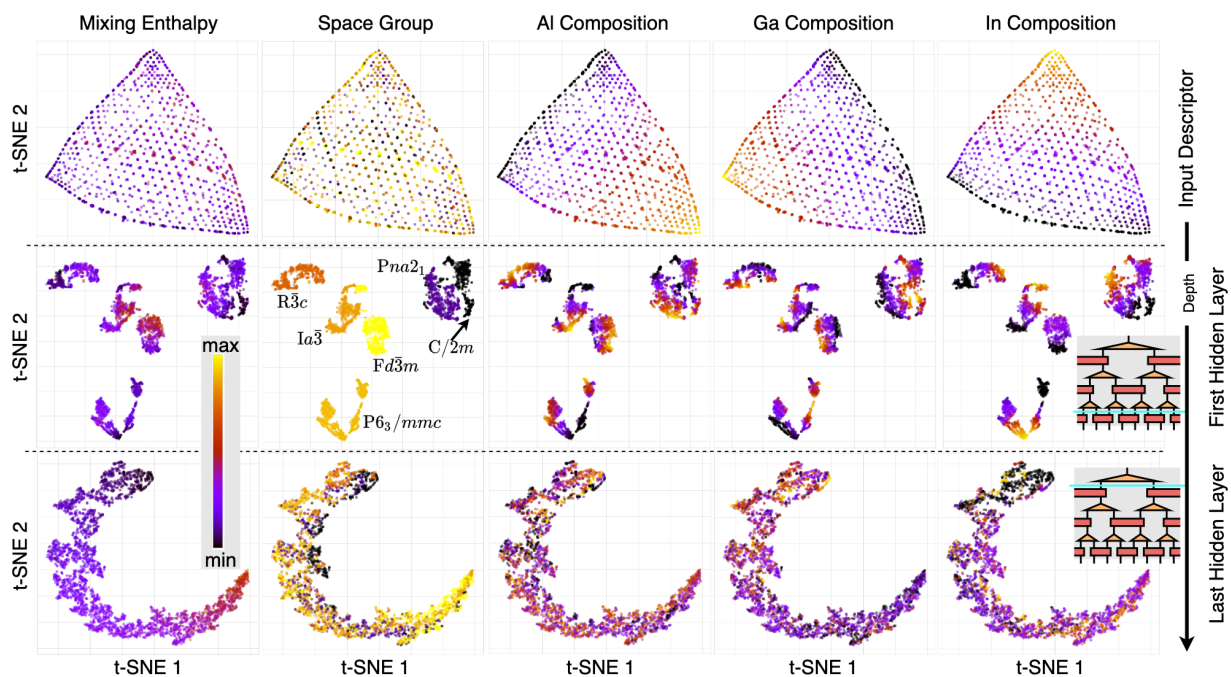 Mixing Enthalpy
Space Group
Al Composition
Ga Composition
In Composition
t-SNE 2
Input Descriptor
Depth
t-SNE 2
Pna2₁
R3̄c
Ia3̄
C/2m
Fd3̄m
P6₃/mmc
max
min
First Hidden Layer
t-SNE 2
Last Hidden Layer
t-SNE 1
t-SNE 1
t-SNE 1
t-SNE 1
t-SNE 1